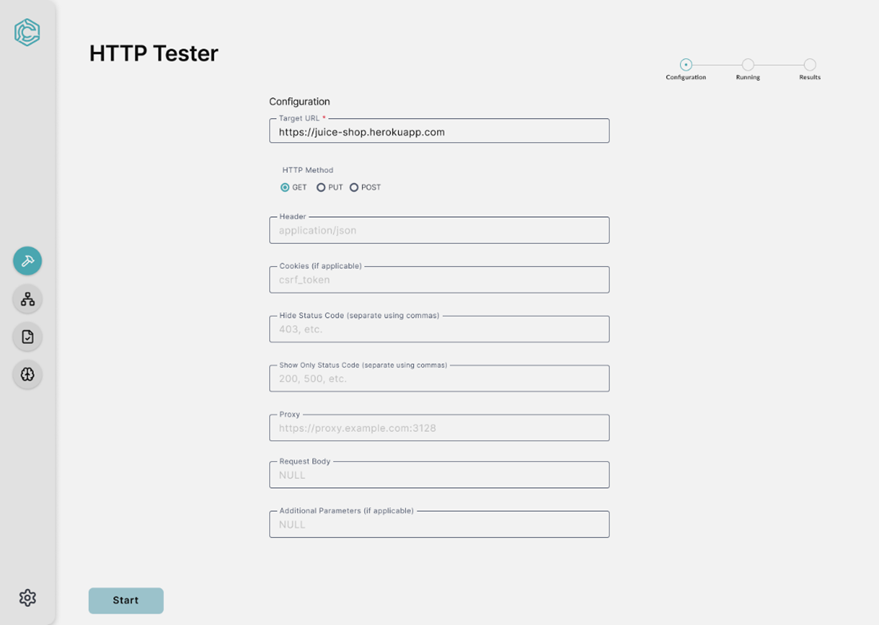 HTTP Tester
Configuration
Running
Results
Configuration
Target URL *
https://juice-shop.herokuapp.com
HTTP Method
GET PUT POST
Header
application/json
Cookies (if applicable)
csrf_token
Hide Status Code (separate using commas)
403, etc.
Show Only Status Code (separate using commas)
200, 500, etc.
Proxy
https://proxy.example.com:3128
Request Body
NULL
Additional Parameters (if applicable)
NULL
Start